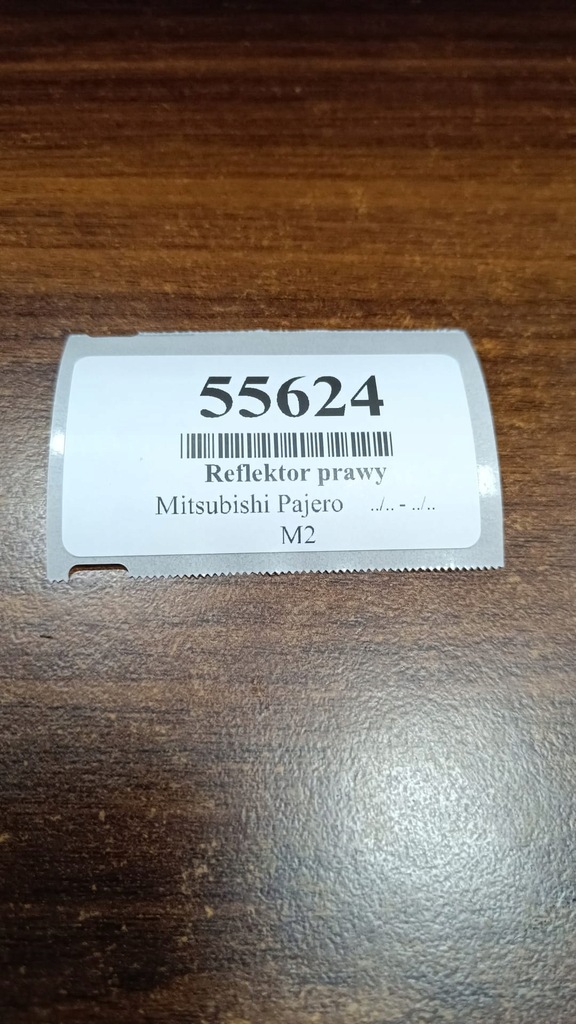 55624
Reflektor prawy
Mitsubishi Pajero ../.. - ../..
M2